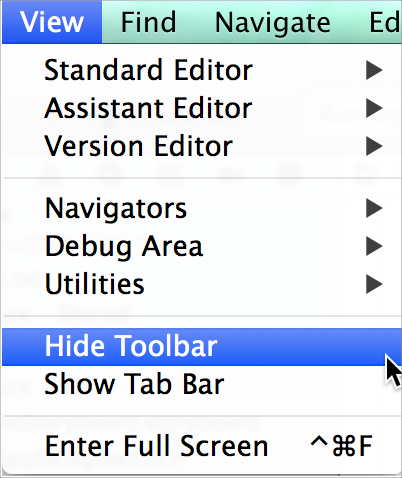 View Find Navigate Ed
Standard Editor ▶
Assistant Editor ▶
Version Editor ▶
Navigators ▶
Debug Area ▶
Utilities ▶
Hide Toolbar
Show Tab Bar
Enter Full Screen ^⌘F